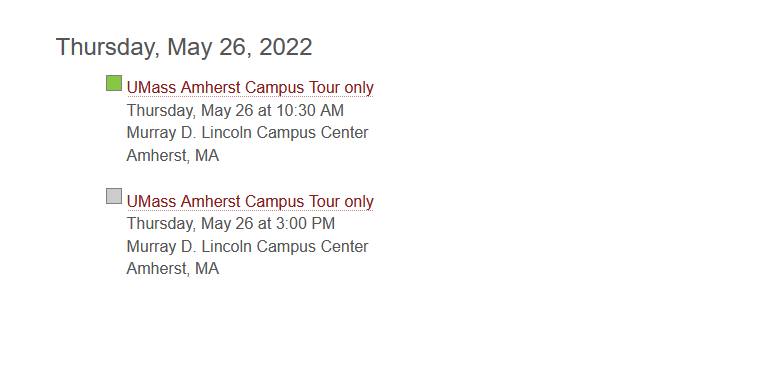 Thursday, May 26, 2022
UMass Amherst Campus Tour only
Thursday, May 26 at 10:30 AM
Murray D. Lincoln Campus Center
Amherst, MA
UMass Amherst Campus Tour only
Thursday, May 26 at 3:00 PM
Murray D. Lincoln Campus Center
Amherst, MA